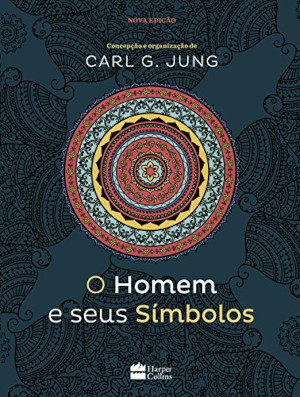 NOVA EDIÇÃO
Concepção e organização de
CARL G. JUNG
O Homem
e seus Símbolos
Harper
Collins